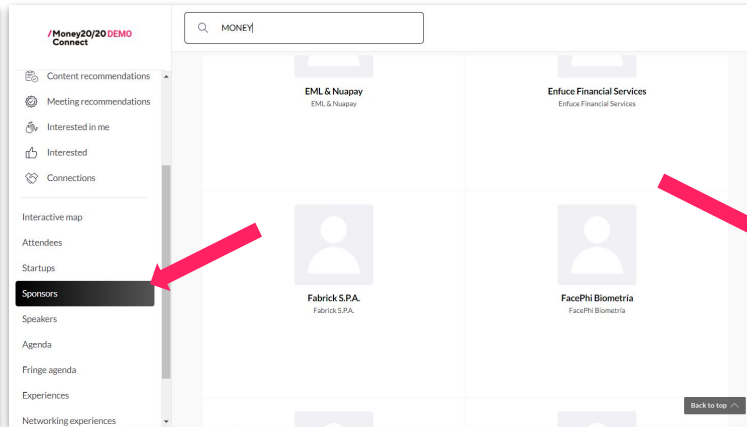 /Money20/20 DEMO
Connect
MONEY
Content recommendations
Meeting recommendations
Interested in me
Interested
Connections
Interactive map
Attendees
Startups
Sponsors
Speakers
Agenda
Fringe agenda
Experiences
Networking experiences
EML & Nuapay
EML & Nuapay
Enfuce Financial Services
Enfuce Financial Services
Fabrick S.P.A.
Fabrick S.P.A.
FacePhi Biometría
FacePhi Biometría
Back to top